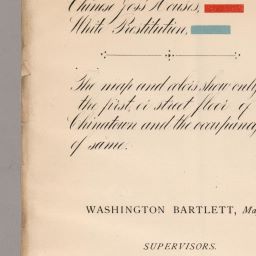 Chinese Joss Houses,
White Prostitution,
The map and colors show only
the first, or street floor of
Chinatown and the occupancy
of same.
WASHINGTON BARTLETT, Ma
SUPERVISORS.